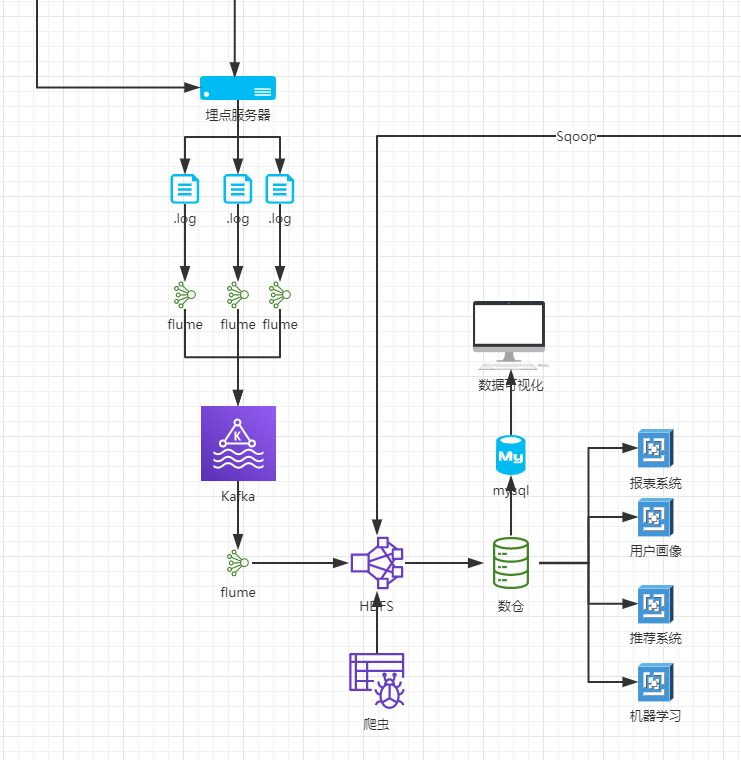 埋点服务器
Sqoop
.log
.log
.log
flume
flume
flume
数据可视化
K
My
Kafka
mysql
报表系统
用户画像
flume
HDFS
数仓
推荐系统
爬虫
机器学习